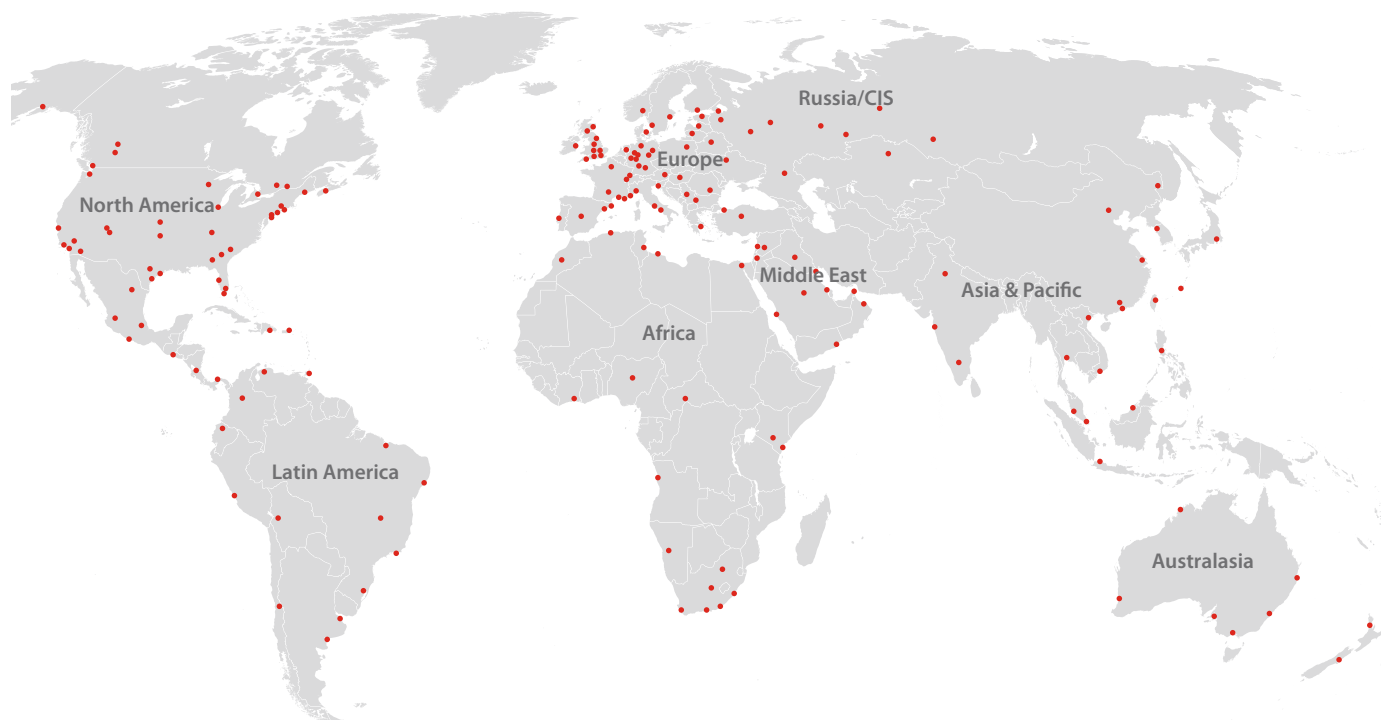 Russia/CIS
Europe
North America
Middle East
Asia & Pacific
Africa
Latin America
Australasia